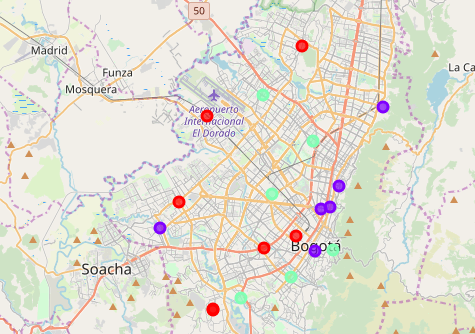 50
Madrid
La Ca
Funza
Mosquera
Aeropuerto
Internacional
El Dorado
Bogotá
Soacha